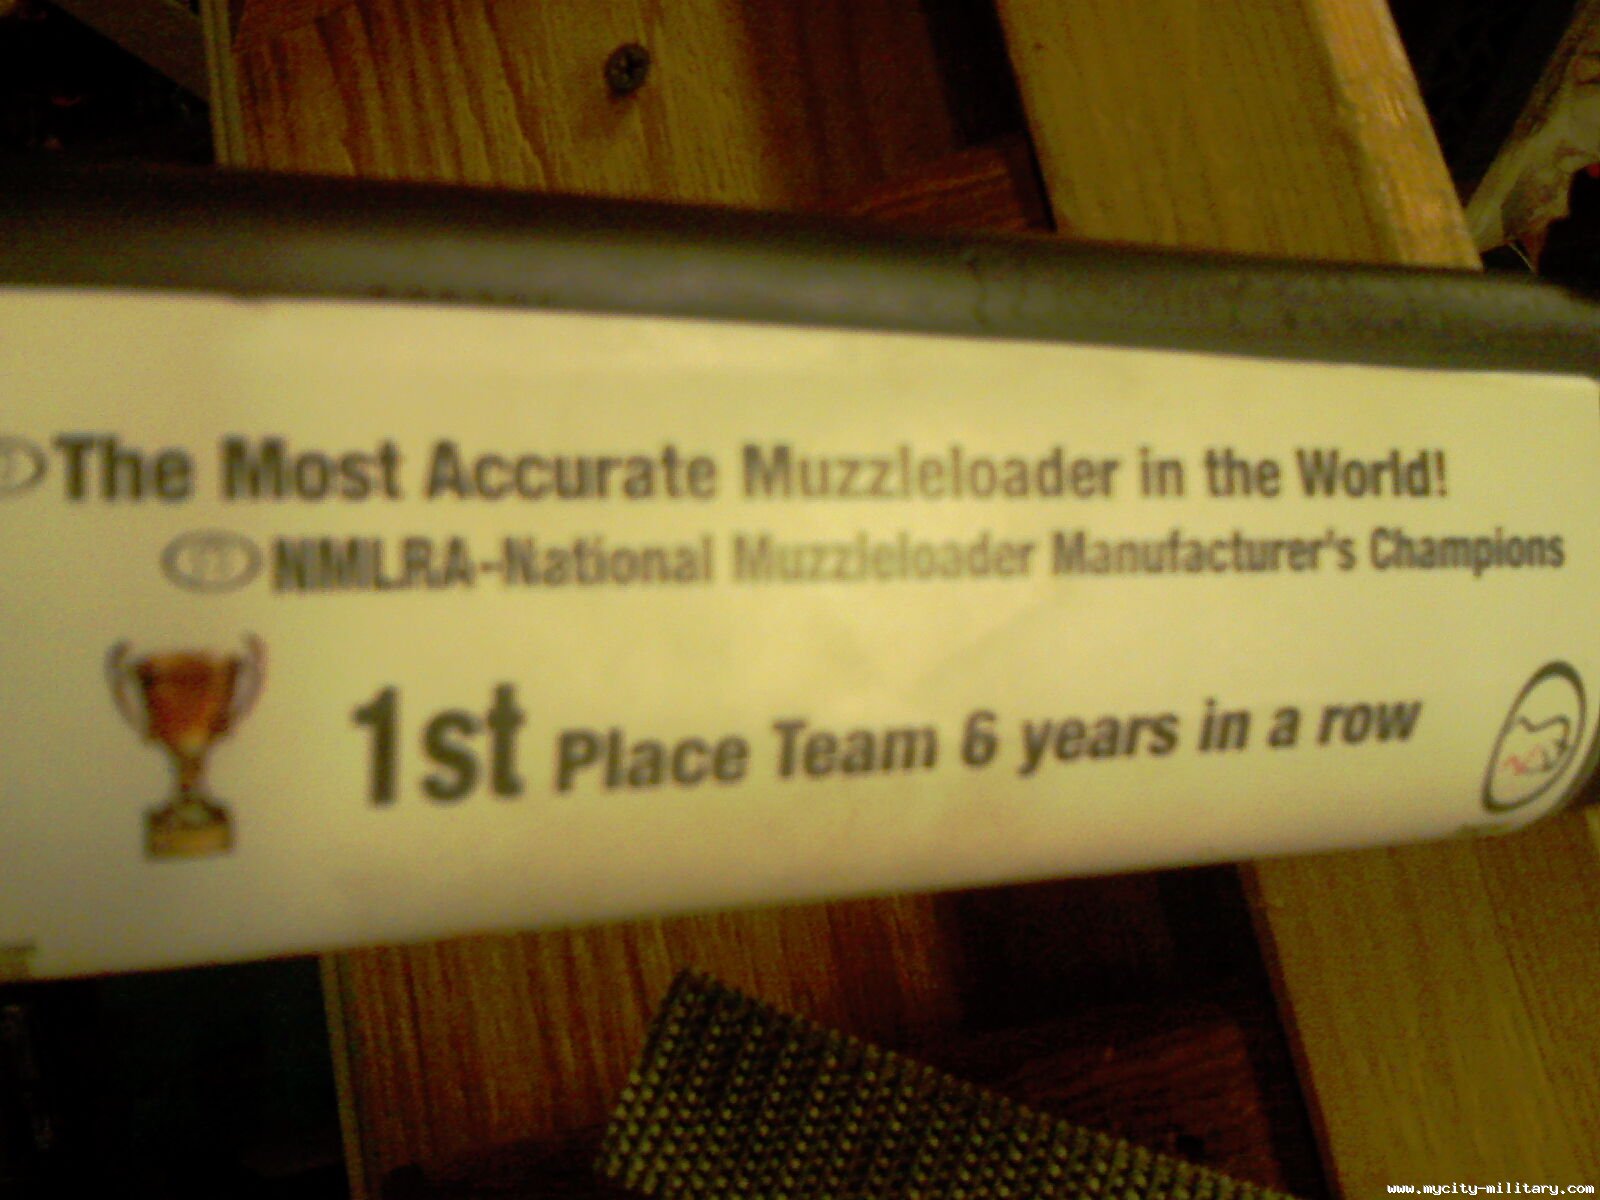 The Most Accurate Muzzleloader in the World!
NMLRA-National Muzzleloader Manufacturer's Champions
1st Place Team 6 years in a row
www.mycity-military.com